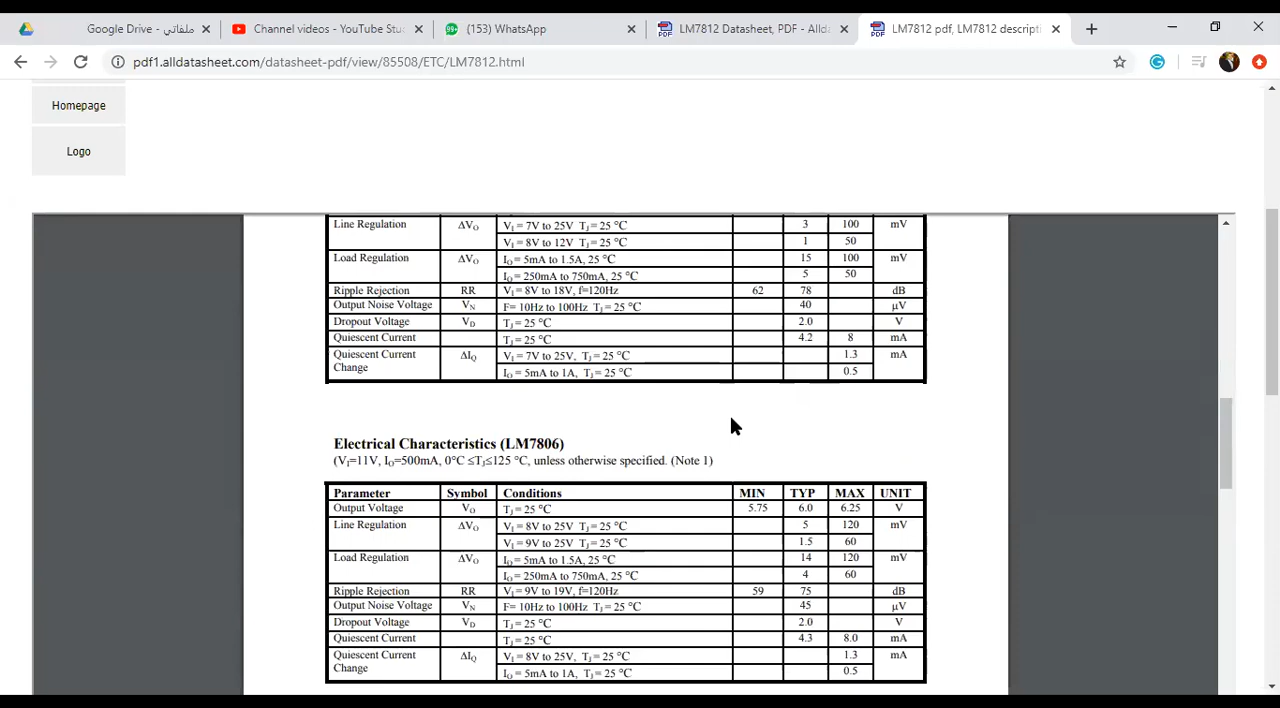 Google Drive - ملفاتي
Channel videos - YouTube Stu
99+ (153) WhatsApp
PDF LM7812 Datasheet, PDF - Allda
PDF LM7812 pdf, LM7812 descripti
pdf1.alldatasheet.com/datasheet-pdf/view/85508/ETC/LM7812.html
Homepage
Logo
Line Regulation ΔVO VI = 7V to 25V TJ = 25 °C 3 100 mV
VI = 8V to 12V TJ = 25 °C 1 50
Load Regulation ΔVO IO = 5mA to 1.5A, 25 °C 15 100 mV
IO = 250mA to 750mA, 25 °C 5 50
Ripple Rejection RR VI = 8V to 18V, f=120Hz 62 78 dB
Output Noise Voltage VN F= 10Hz to 100Hz TJ = 25 °C 40 μV
Dropout Voltage VD TJ = 25 °C 2.0 V
Quiescent Current TJ = 25 °C 4.2 8 mA
Quiescent Current Change ΔIQ VI = 7V to 25V, TJ = 25 °C 1.3 mA
IO = 5mA to 1A, TJ = 25 °C 0.5
Electrical Characteristics (LM7806)
(VI=11V, IO=500mA, 0°C ≤TJ≤125 °C, unless otherwise specified. (Note 1)
Parameter Symbol Conditions MIN TYP MAX UNIT
Output Voltage VO TJ = 25 °C 5.75 6.0 6.25 V
Line Regulation ΔVO VI = 8V to 25V TJ = 25 °C 5 120 mV
VI = 9V to 25V TJ = 25 °C 1.5 60
Load Regulation ΔVO IO = 5mA to 1.5A, 25 °C 14 120 mV
IO = 250mA to 750mA, 25 °C 4 60
Ripple Rejection RR VI = 9V to 19V, f=120Hz 59 75 dB
Output Noise Voltage VN F= 10Hz to 100Hz TJ = 25 °C 45 μV
Dropout Voltage VD TJ = 25 °C 2.0 V
Quiescent Current TJ = 25 °C 4.3 8.0 mA
Quiescent Current Change ΔIQ VI = 8V to 25V, TJ = 25 °C 1.3 mA
IO = 5mA to 1A, TJ = 25 °C 0.5